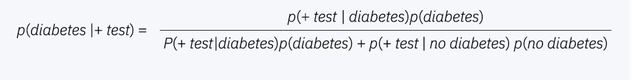 p(+ test | diabetes)p(diabetes)
p(diabetes |+ test) =
P(+ test|diabetes)p(diabetes) + p(+ test | no diabetes) p(no diabetes)